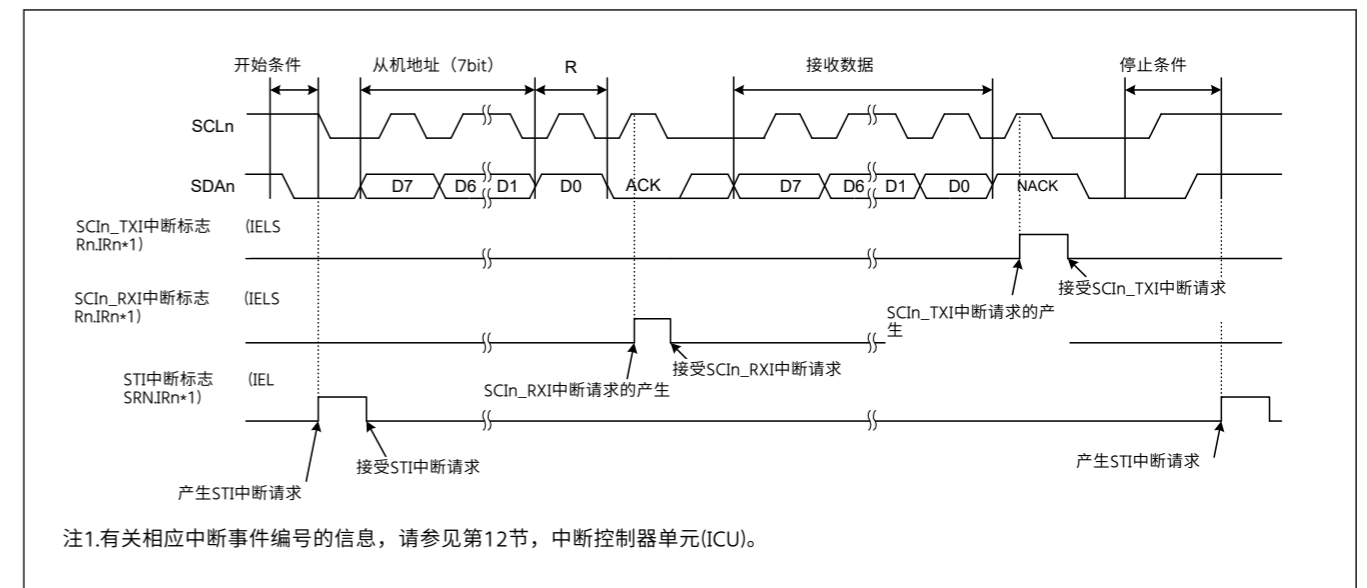 开始条件
从机地址（7bit）
R
接收数据
停止条件
SCLn
SDAn
D7
D6
D1
D0
ACK
D7
D6
D1
D0
NACK
SCIn_TXI中断标志 (IELS
Rn.IRn*1)
接受SCIn_TXI中断请求
SCIn_TXI中断请求的产
生
SCIn_RXI中断标志 (IELS
Rn.IRn*1)
接受SCIn_RXI中断请求
SCIn_RXI中断请求的产生
STI中断标志 (IEL
SRN.IRn*1)
接受STI中断请求
产生STI中断请求
产生STI中断请求
注1.有关相应中断事件编号的信息，请参见第12节，中断控制器单元(ICU)。